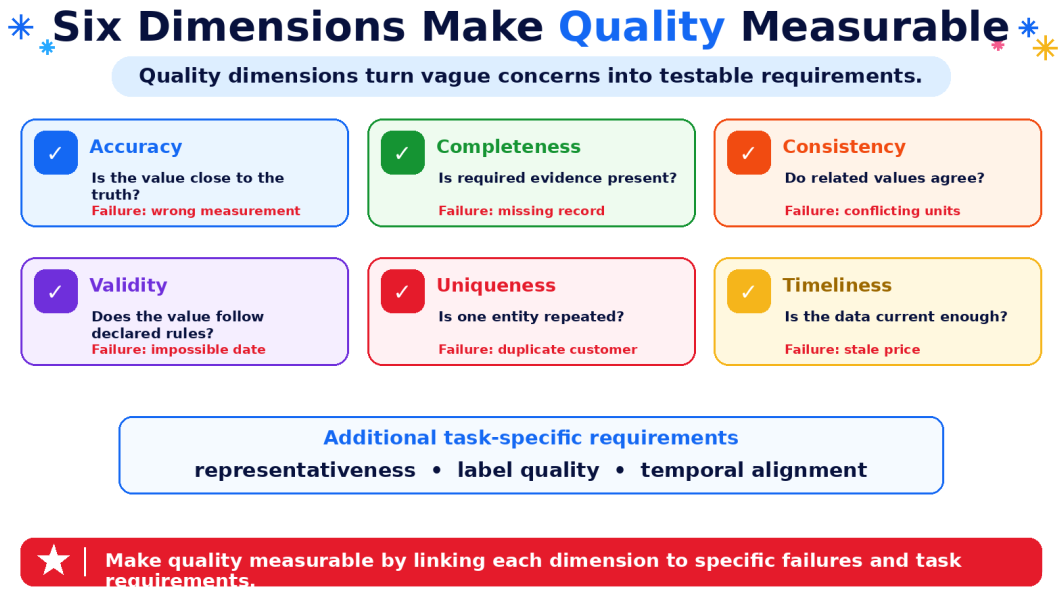 Six Dimensions Make Quality Measurable
Quality dimensions turn vague concerns into testable requirements.
✓ Accuracy
Is the value close to the
truth?
Failure: wrong measurement
✓ Completeness
Is required evidence present?
Failure: missing record
✓ Consistency
Do related values agree?
Failure: conflicting units
✓ Validity
Does the value follow
declared rules?
Failure: impossible date
✓ Uniqueness
Is one entity repeated?
Failure: duplicate customer
✓ Timeliness
Is the data current enough?
Failure: stale price
Additional task-specific requirements
representativeness • label quality • temporal alignment
Make quality measurable by linking each dimension to specific failures and task
requirements.